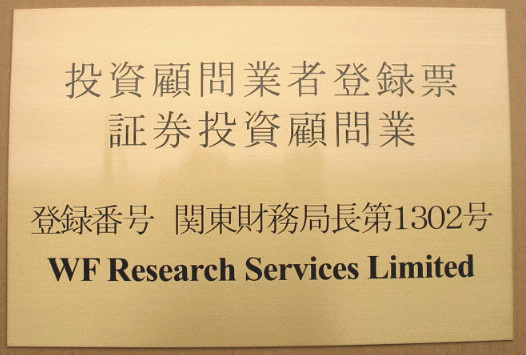 投資顧問業者登録票
証券投資顧問業
登録番号 関東財務局長第1302号
WF Research Services Limited